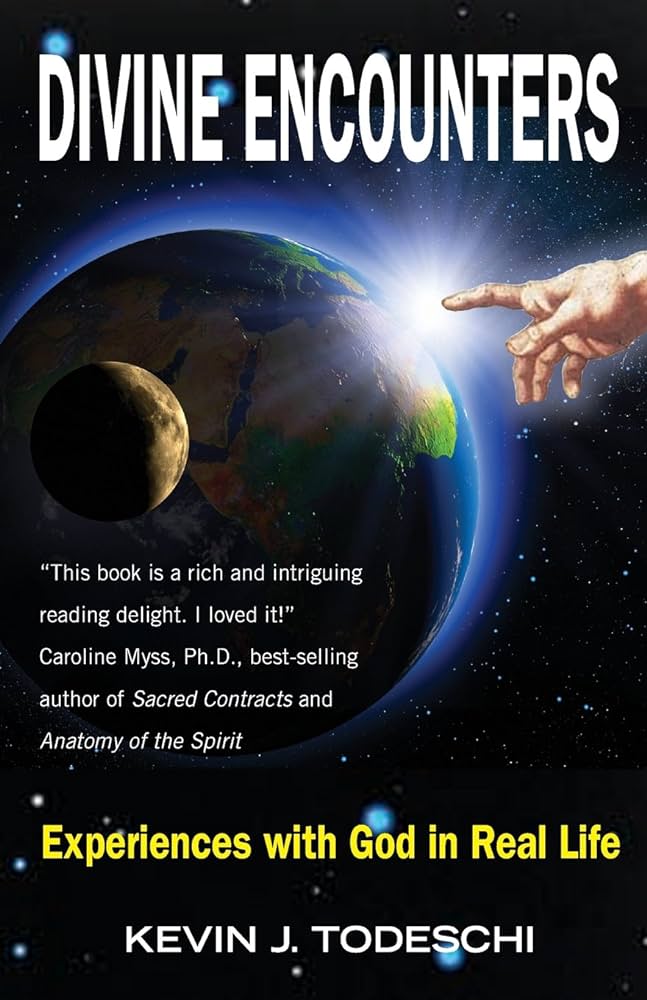 DIVINE ENCOUNTERS
“This book is a rich and intriguing
reading delight. I loved it!”
Caroline Myss, Ph.D., best-selling
author of Sacred Contracts and
Anatomy of the Spirit
Experiences with God in Real Life
KEVIN J. TODESCHI